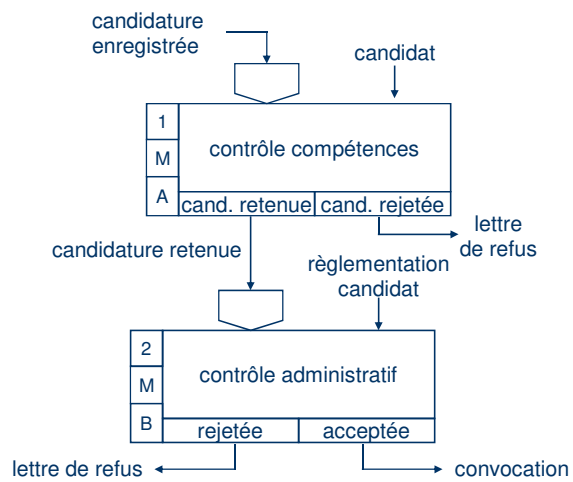 candidature
enregistrée
candidat
1
M
A
contrôle compétences
cand. retenue
cand. rejetée
lettre
de refus
candidature retenue
règlementation
candidat
2
M
B
contrôle administratif
rejetée
acceptée
lettre de refus
convocation